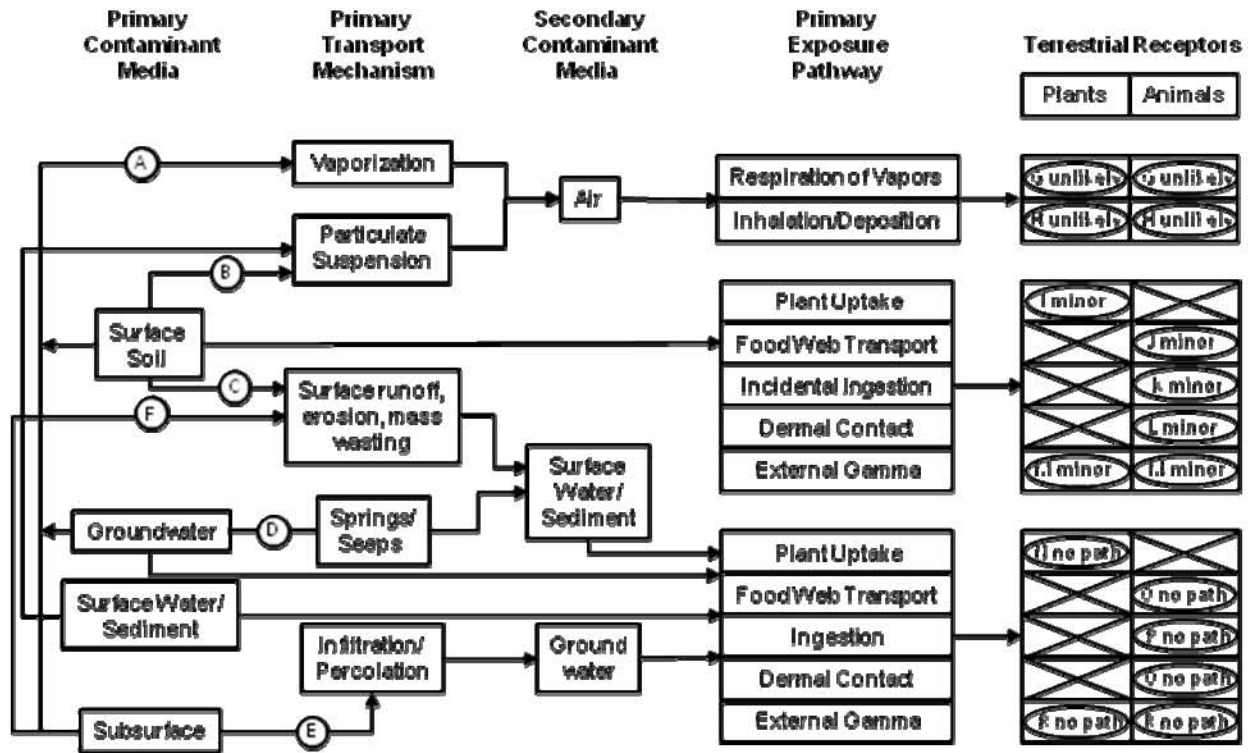 Primary
Contaminant
Media
Primary
Transport
Mechanism
Secondary
Contaminant
Media
Primary
Exposure
Pathway
Terrestrial Receptors
Plants
Animals
A
Vaporization
Air
Respiration of Vapors
Inhalation/Deposition
Particulate
Suspension
B
Surface
Soil
C
F
Surface runoff,
erosion, mass
wasting
Plant Uptake
Food Web Transport
Incidental Ingestion
Dermal Contact
External Gamma
I minor
J minor
k minor
L minor
minor
minor
Surface
Water/
Sediment
Groundwater
D
Springs/
Seeps
Surface Water/
Sediment
Infiltration/
Percolation
Ground
water
Subsurface
E
Plant Uptake
Food Web Transport
Ingestion
Dermal Contact
External Gamma
no path
no path
P no path
no path
R no path
R no path